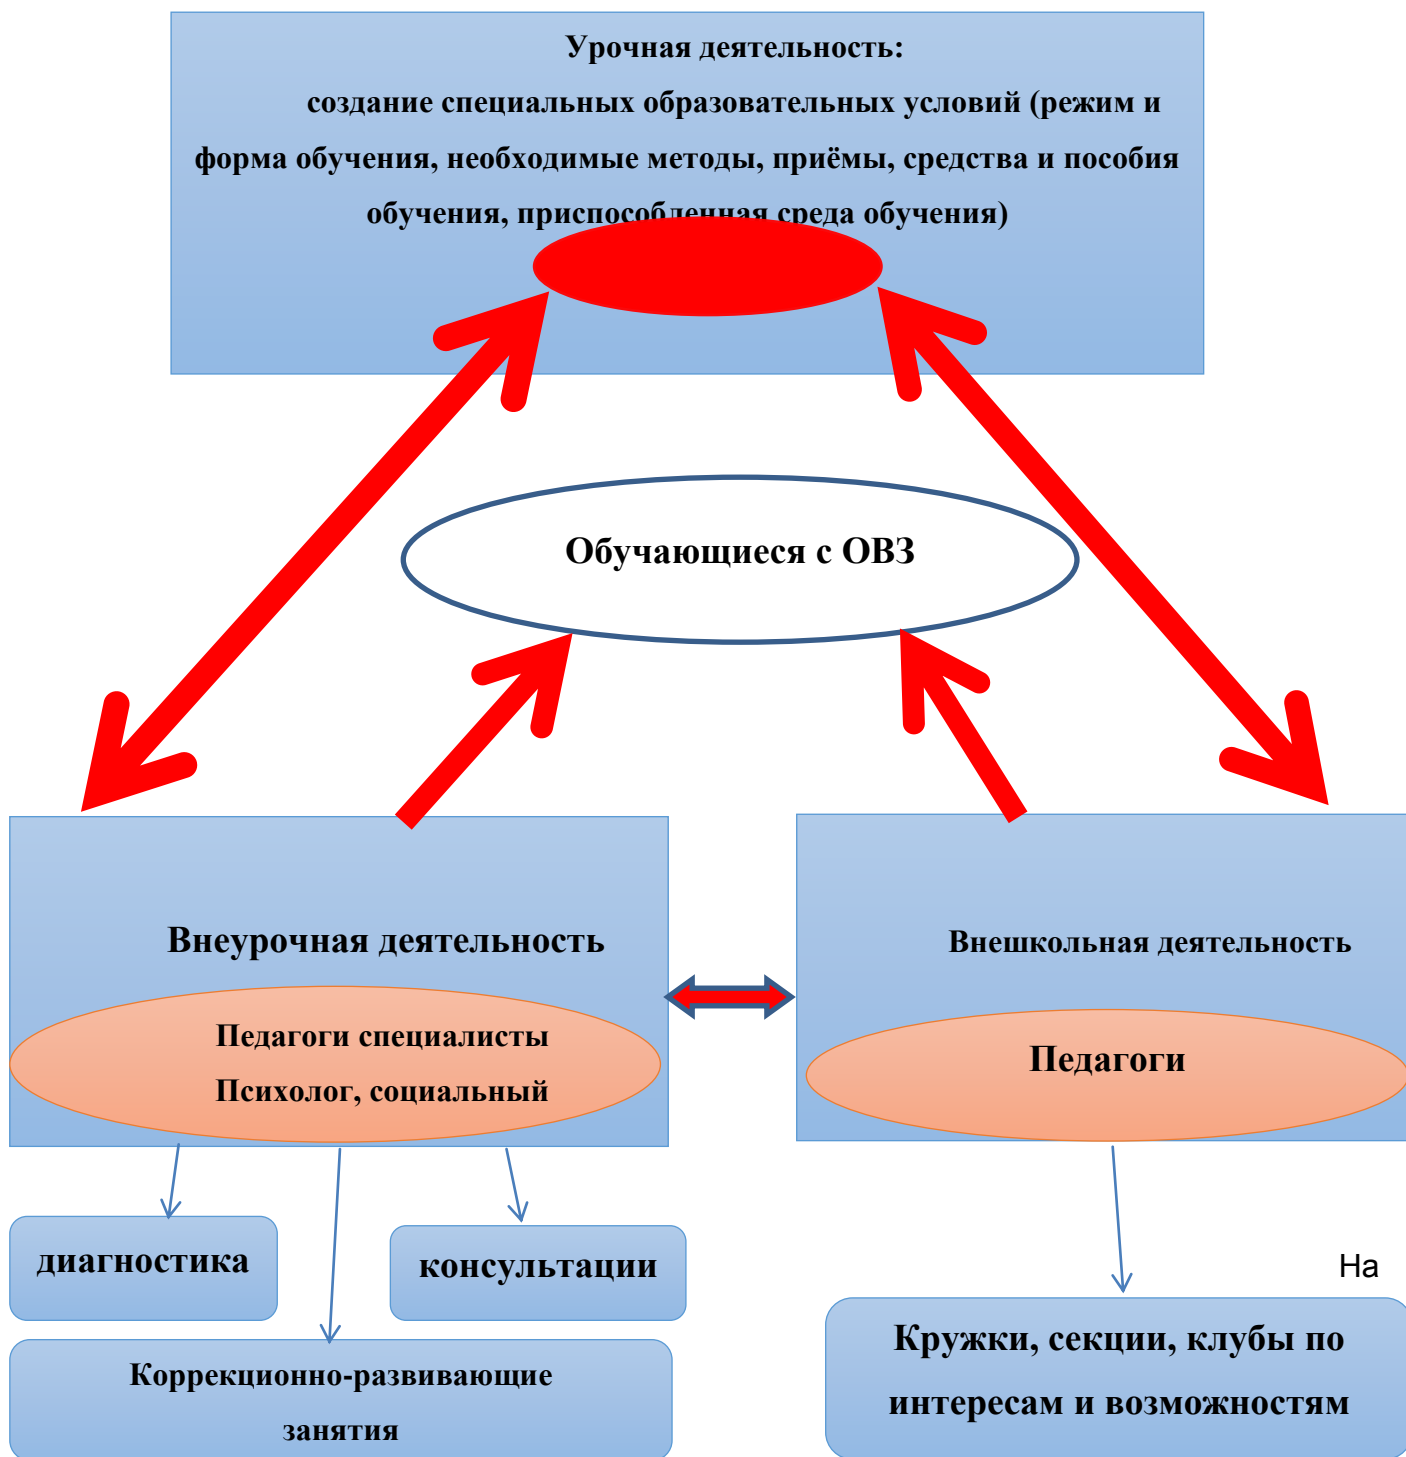 Урочная деятельность:
создание специальных образовательных условий (режим и
форма обучения, необходимые методы, приёмы, средства и пособия
обучения, приспособленная среда обучения)
Обучающиеся с ОВЗ
Внеурочная деятельность
Внешкольная деятельность
Педагоги специалисты
Психолог, социальный
Педагоги
диагностика
консультации
На
Коррекционно-развивающие
занятия
Кружки, секции, клубы по
интересам и возможностям